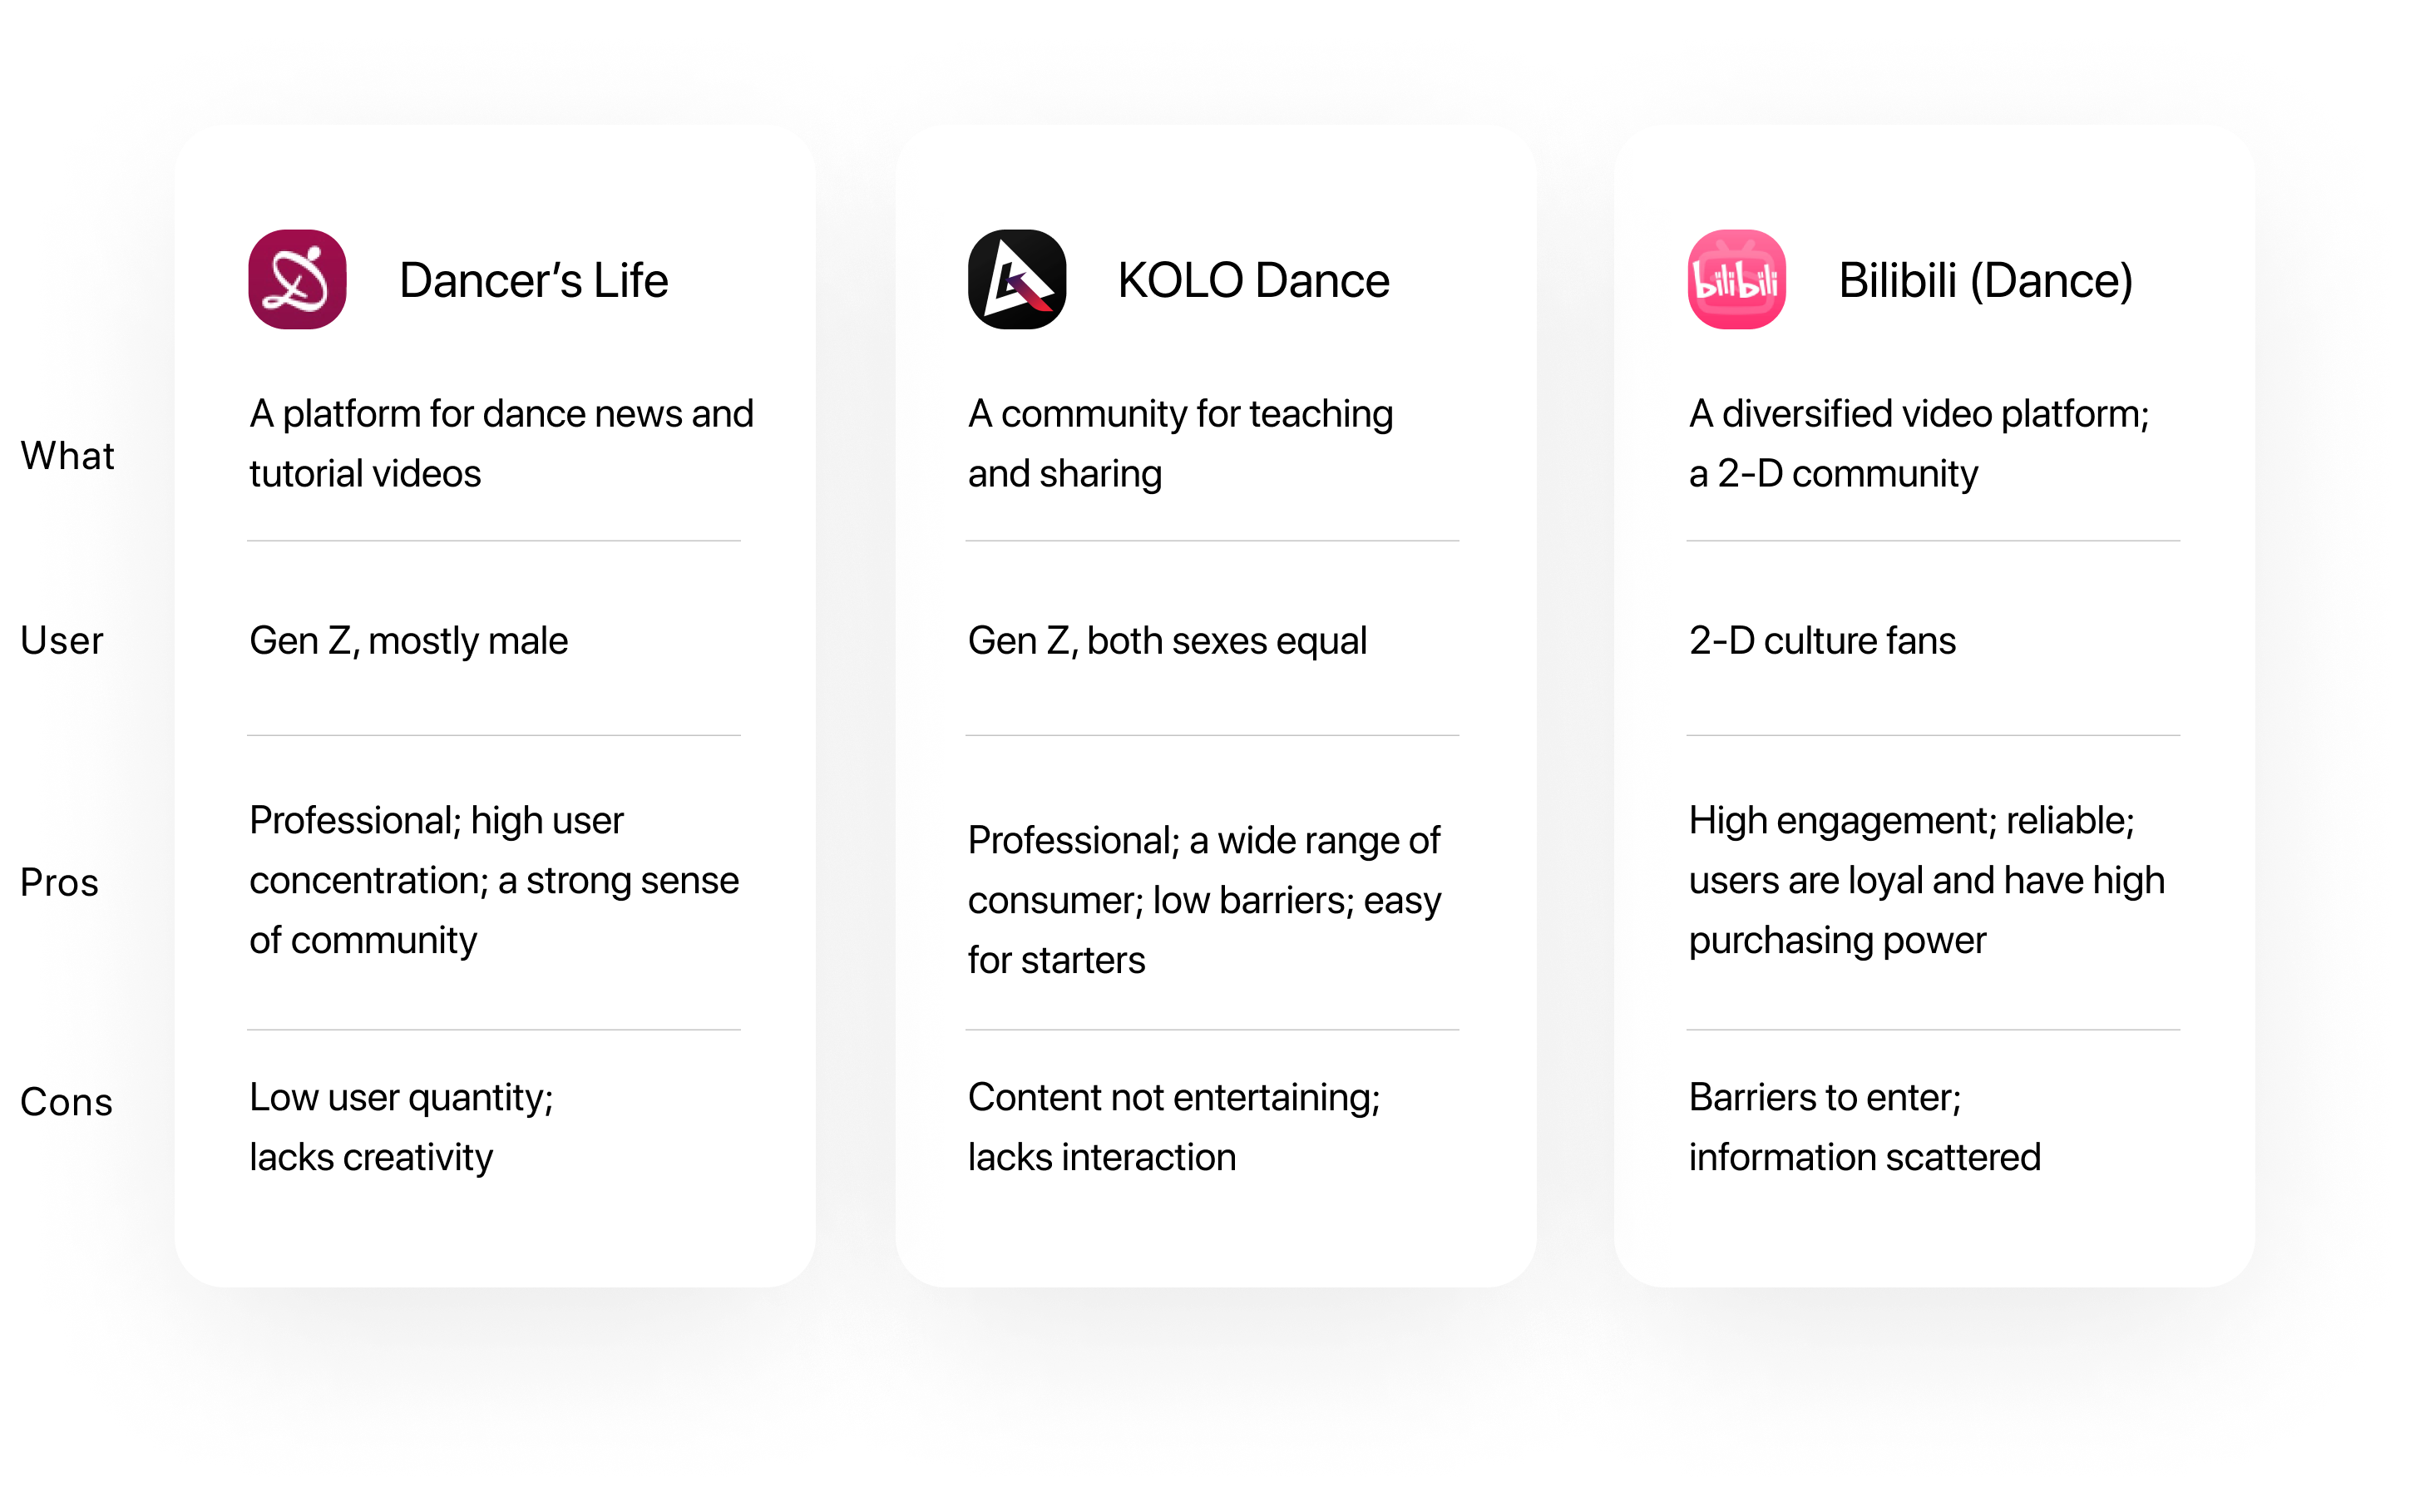 Dancer’s Life
KOLO Dance
bilibili
Bilibili (Dance)
What
A platform for dance news and
tutorial videos
A community for teaching
and sharing
A diversified video platform;
a 2-D community
User
Gen Z, mostly male
Gen Z, both sexes equal
2-D culture fans
Pros
Professional; high user
concentration; a strong sense
of community
Professional; a wide range of
consumer; low barriers; easy
for starters
High engagement; reliable;
users are loyal and have high
purchasing power
Cons
Low user quantity;
lacks creativity
Content not entertaining;
lacks interaction
Barriers to enter;
information scattered